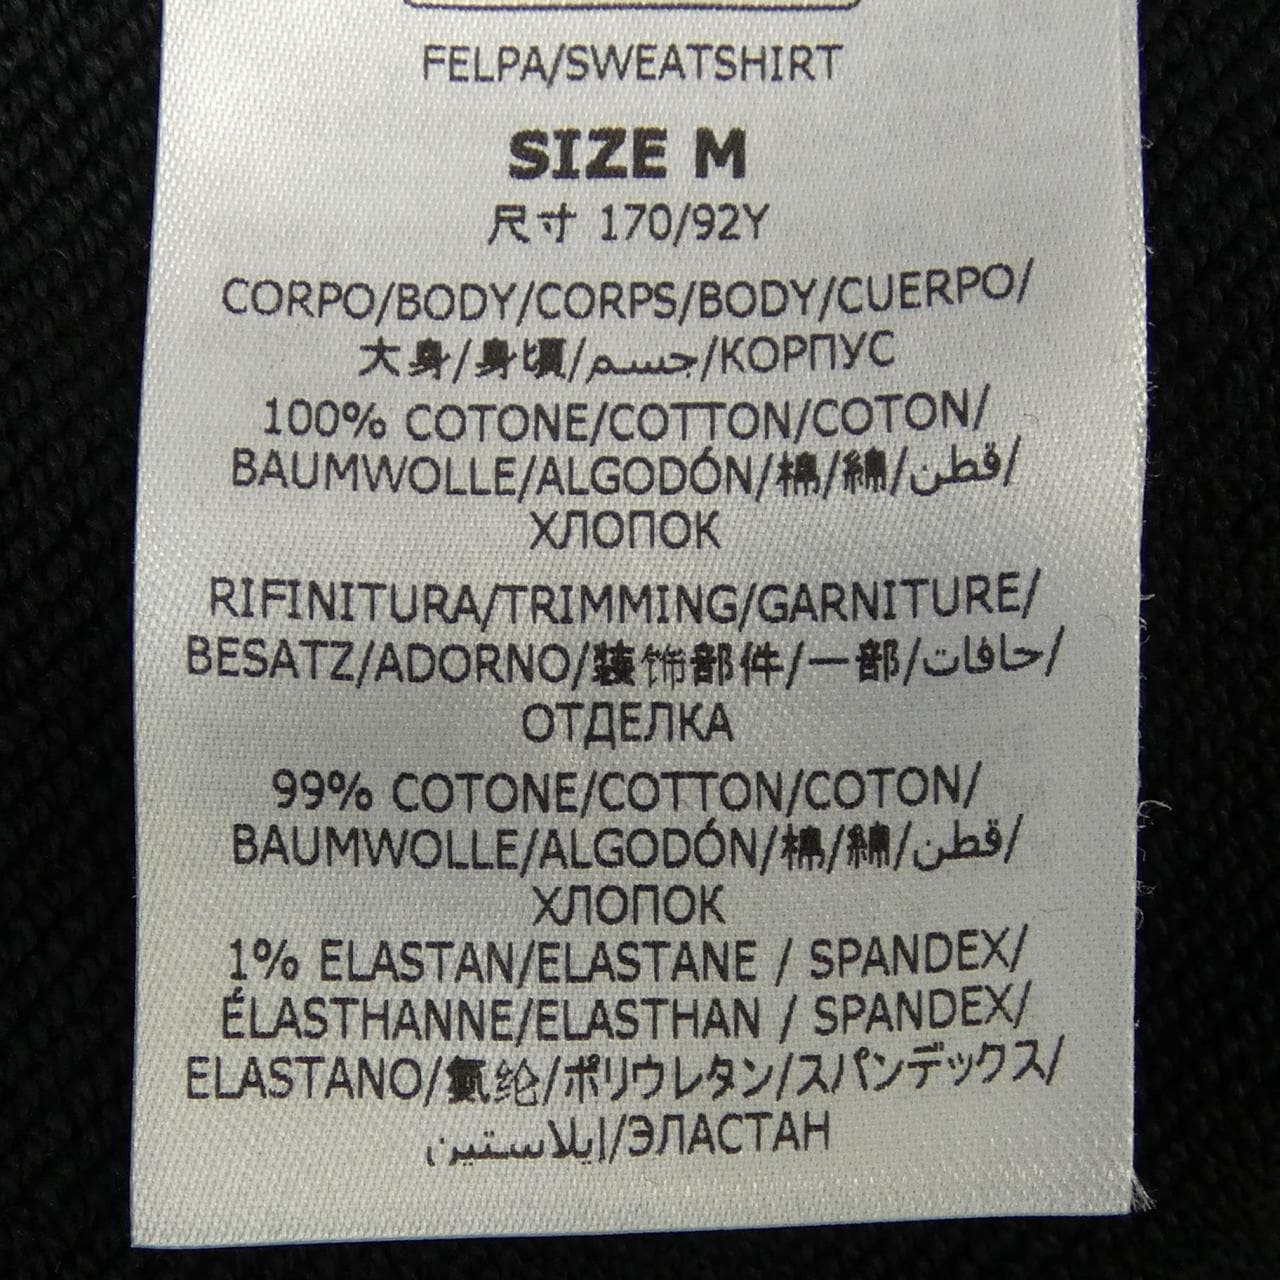 FELPA/SWEATSHIRT
SIZE M
尺寸 170/92Y
CORPO/BODY/CORPS/BODY/CUERPO/
大身/身頃/جسم/КОРПУС
100% COTONE/COTTON/COTON/
BAUMWOLLE/ALGODÓN/棉/綿/قطن/
ХЛОПОК
RIFINITURA/TRIMMING/GARNITURE/
BESATZ/ADORNO/装饰部件/一部/حافات/
ОТДЕЛКА
99% COTONE/COTTON/COTON/
BAUMWOLLE/ALGODÓN/棉/綿/قطن/
ХЛОПОК
1% ELASTAN/ELASTANE / SPANDEX/
ÉLASTHANNE/ELASTHAN / SPANDEX/
ELASTANO/氨纶/ポリウレタン/スパンデックス/
إيلاستين/ЭЛАСТАН